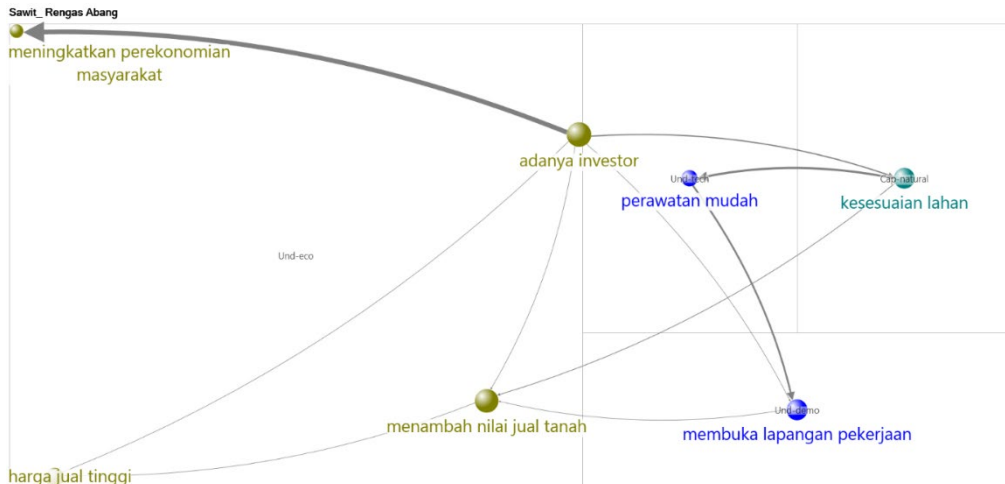 Sawit_ Rengas Abang
meningkatkan perekonomian
masyarakat
adanya investor
Und-tech
perawatan mudah
Cap-natural
kesesuaian lahan
Und-eco
menambah nilai jual tanah
Und-demo
membuka lapangan pekerjaan
harga jual tinggi